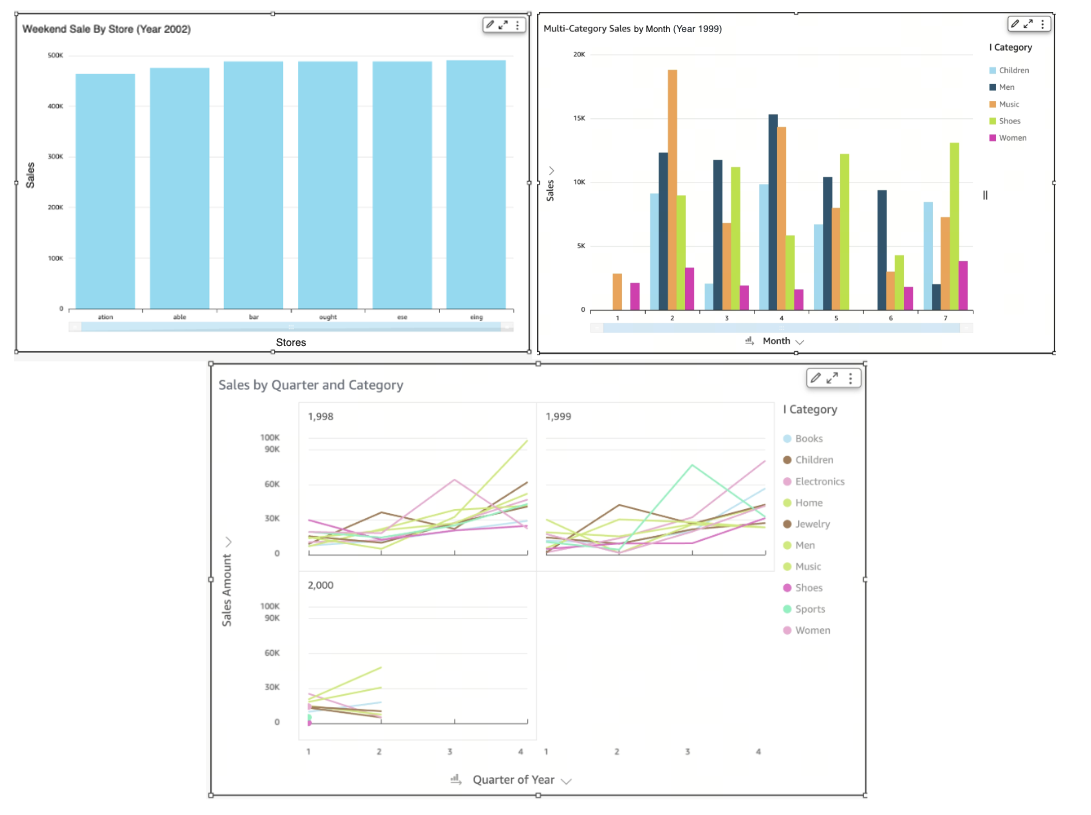 Weekend Sale By Store (Year 2002)
500K
400K
300K
200K
100K
0
Sales
ation able bar ought ese eing
Stores
Multi-Category Sales by Month (Year 1999)
20K
15K
10K
5K
0
Sales
1 2 3 4 5 6 7
Month
I Category
Children
Men
Music
Shoes
Women
Sales by Quarter and Category
1,998 1,999
100K
90K
60K
30K
0
2,000
100K
90K
60K
30K
0
Sales Amount
1 2 3 4 1 2 3 4
Quarter of Year
I Category
Books
Children
Electronics
Home
Jewelry
Men
Music
Shoes
Sports
Women